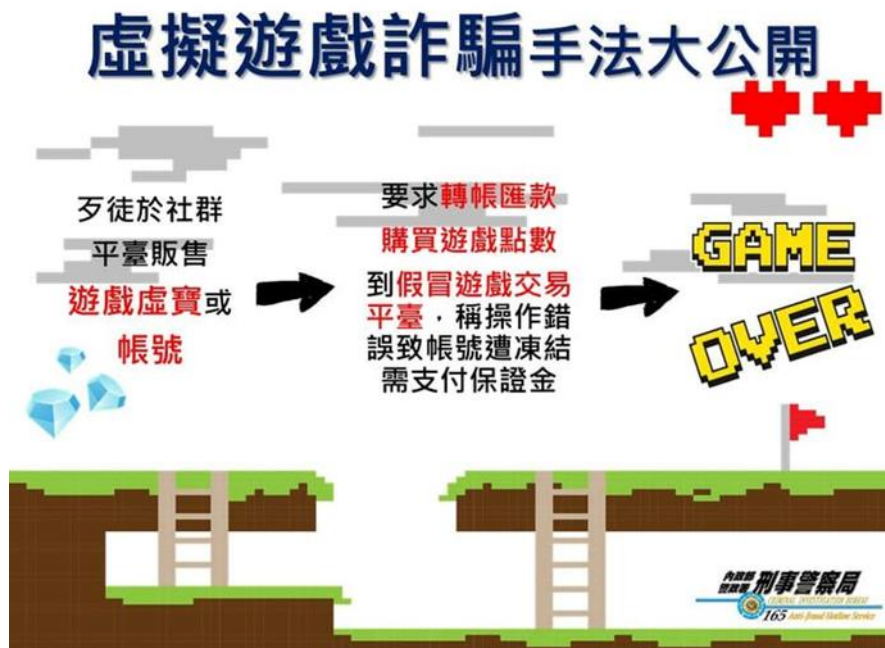 虛擬遊戲詐騙手法大公開
歹徒於社群
平臺販售
遊戲虛寶或
帳號
要求轉帳匯款
購買遊戲點數
到假冒遊戲交易
平臺，稱操作錯
誤致帳號遭凍結
需支付保證金
GAME
OVER
內政部
警政署
刑事警察局
CRIMINAL INVESTIGATION BUREAU
165 Anti-fraud Hotline Service